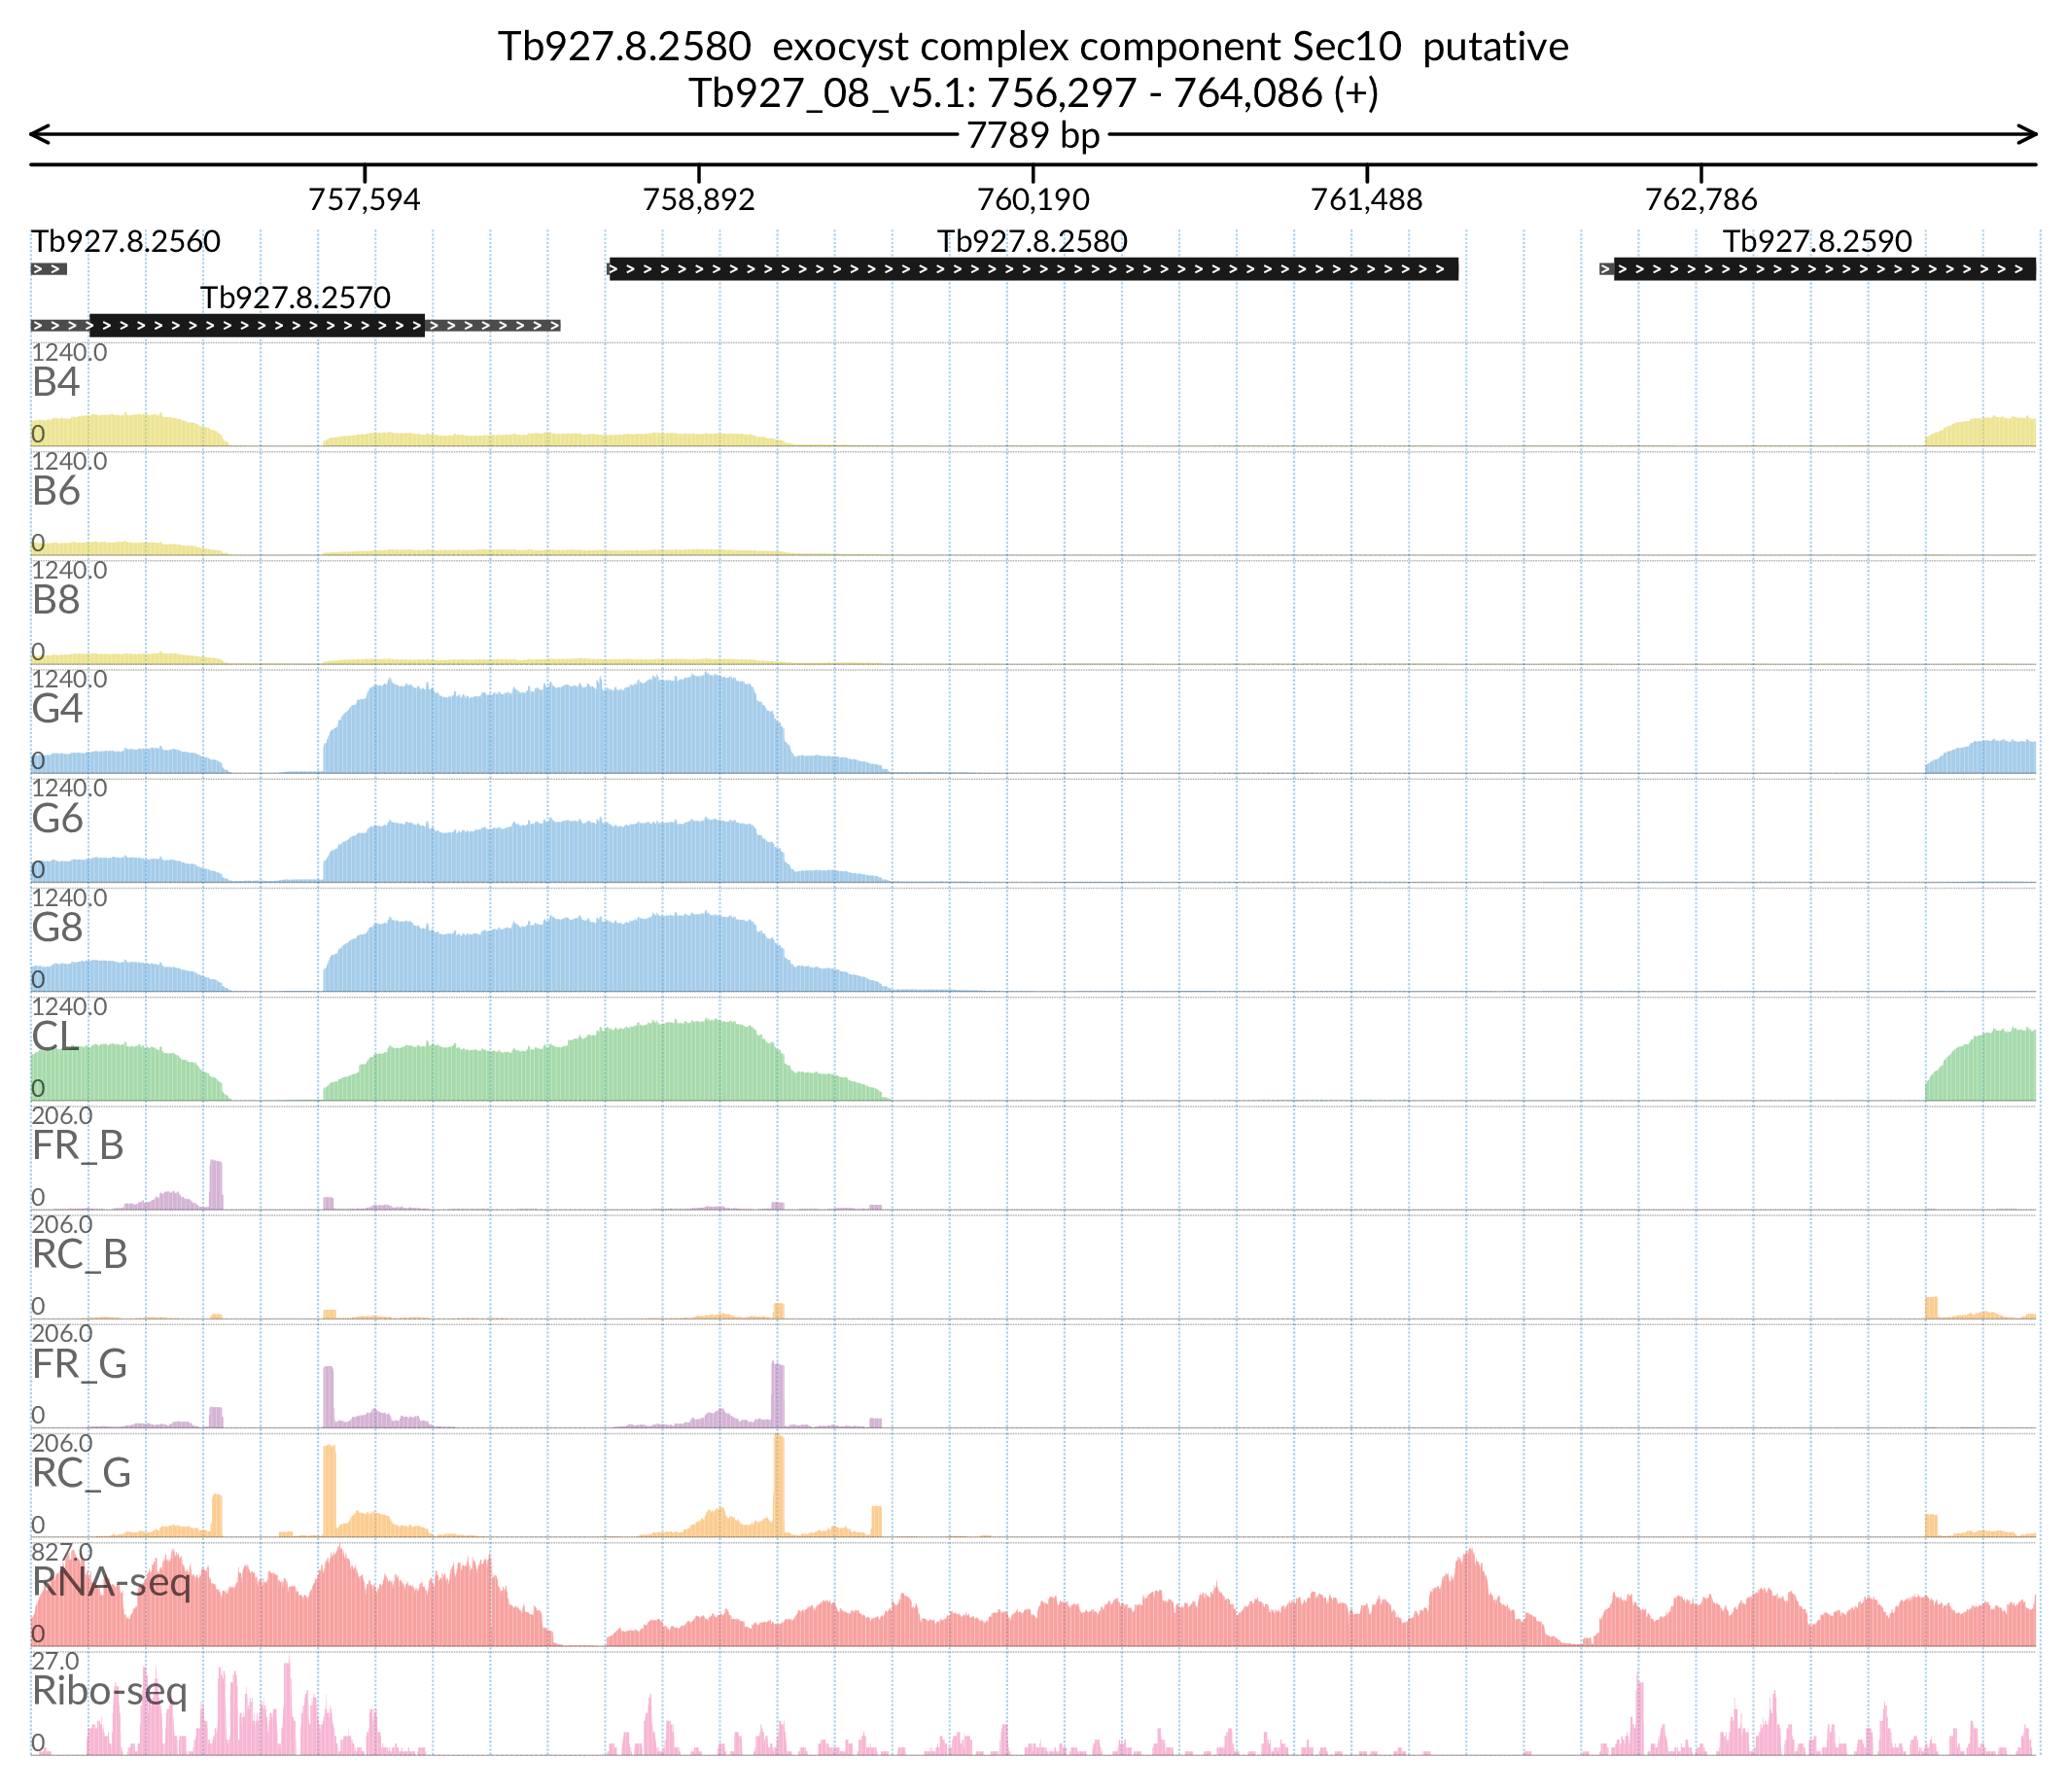 Tb927.8.2580  exocyst complex component Sec10  putative
Tb927_08_v5.1: 756,297 - 764,086 (+)
7789 bp
757,594 758,892 760,190 761,488 762,786
Tb927.8.2560 Tb927.8.2580 Tb927.8.2590
Tb927.8.2570
1240.0
B4
0
1240.0
B6
0
1240.0
B8
0
1240.0
G4
0
1240.0
G6
0
1240.0
G8
0
1240.0
CL
0
206.0
FR_B
0
206.0
RC_B
0
206.0
FR_G
0
206.0
RC_G
0
827.0
RNA-seq
0
27.0
Ribo-seq
0